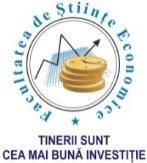 Facultatea de Științe Economice
TINERII SUNT
CEA MAI BUNĂ INVESTIȚIE